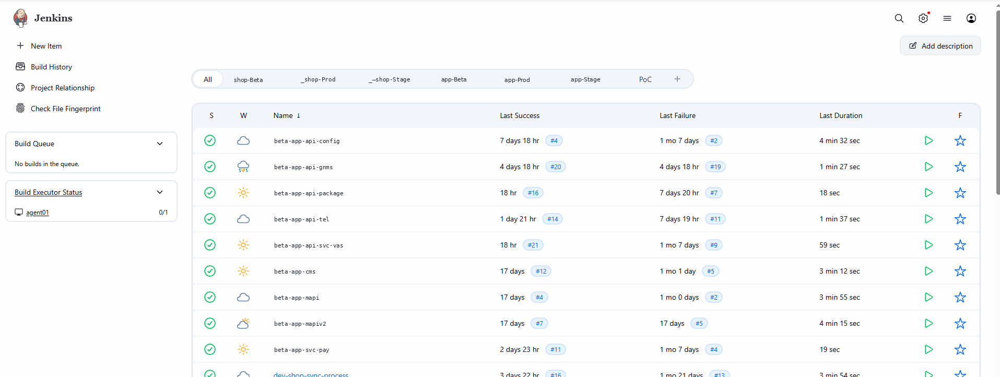 Jenkins
New Item
Build History
Project Relationship
Check File Fingerprint
Build Queue
No builds in the queue.
Build Executor Status
agent01 0/1
Add description
All shop-Beta _shop-Prod _—shop-Stage app-Beta app-Prod app-Stage PoC +
S W Name ↓ Last Success Last Failure Last Duration F
beta-app-api-config 7 days 18 hr #4 1 mo 7 days #2 4 min 32 sec
beta-app-api-gnms 4 days 18 hr #20 4 days 18 hr #19 1 min 27 sec
beta-app-api-package 18 hr #16 7 days 20 hr #7 18 sec
beta-app-api-tel 1 day 21 hr #14 7 days 19 hr #11 1 min 37 sec
beta-app-api-svc-vas 18 hr #21 1 mo 7 days #9 59 sec
beta-app-cms 17 days #12 1 mo 1 day #5 3 min 12 sec
beta-app-mapi 17 days #4 1 mo 0 days #2 3 min 55 sec
beta-app-mapiv2 17 days #7 17 days #5 4 min 15 sec
beta-app-svc-pay 2 days 23 hr #11 1 mo 7 days #4 19 sec
dev-shop-sync-process 3 days 22 hr #16 1 mo 21 days #13 3 min 54 sec